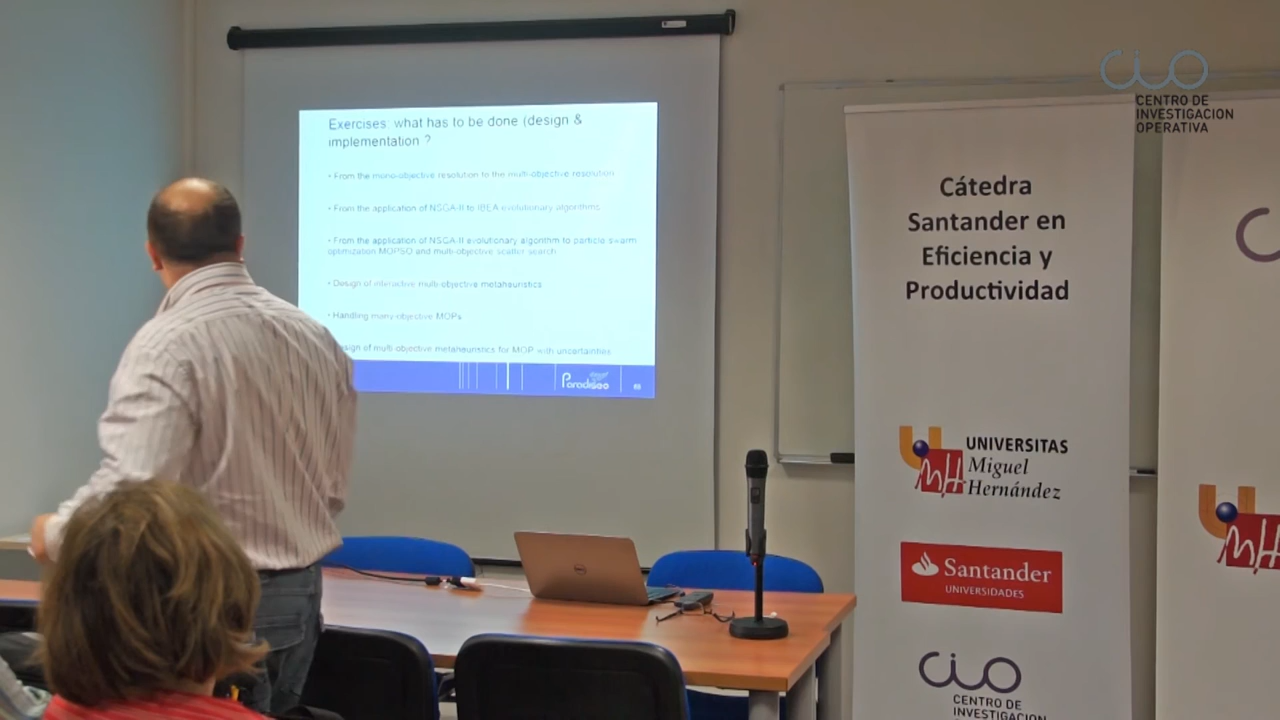 Exercises: what has to be done (design &
implementation ?
• From the mono-objective resolution to the multi-objective resolution
• From the application of NSGA-II to IBEA evolutionary algorithms
• From the application of NSGA-II evolutionary algorithm to particle swarm
optimization MOPSO and multi-objective scatter search
• Design of interactive multi-objective metaheuristics
• Handling many-objective MOPs
of multi-objective metaheuristics for MOP with uncertainties
Paradiseo
CIO
CENTRO DE
INVESTIGACION
OPERATIVA
Cátedra
Santander en
Eficiencia y
Productividad
UNIVERSITAS
Miguel
Hernández
Santander
UNIVERSIDADES
CIO
CENTRO DE
INVESTIGACION
DELL